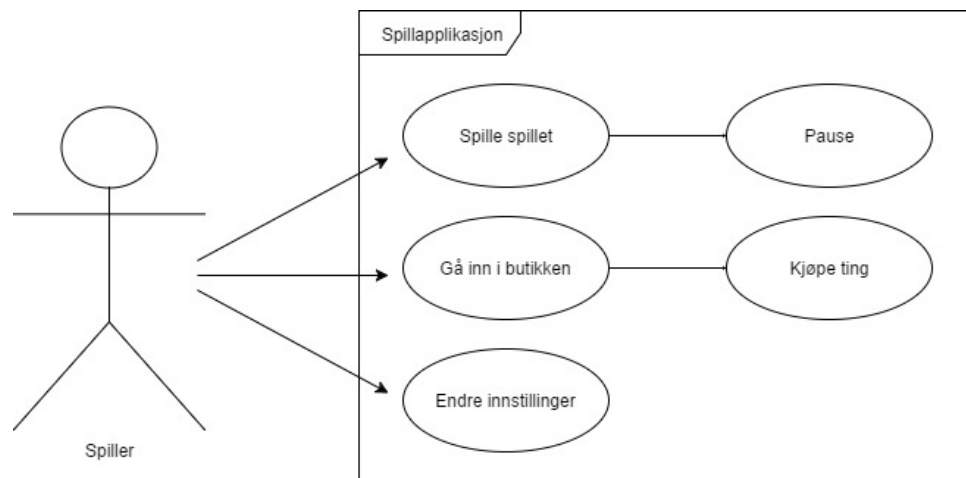 Spillapplikasjon
Spille spillet
Pause
Gå inn i butikken
Kjøpe ting
Endre innstillinger
Spiller